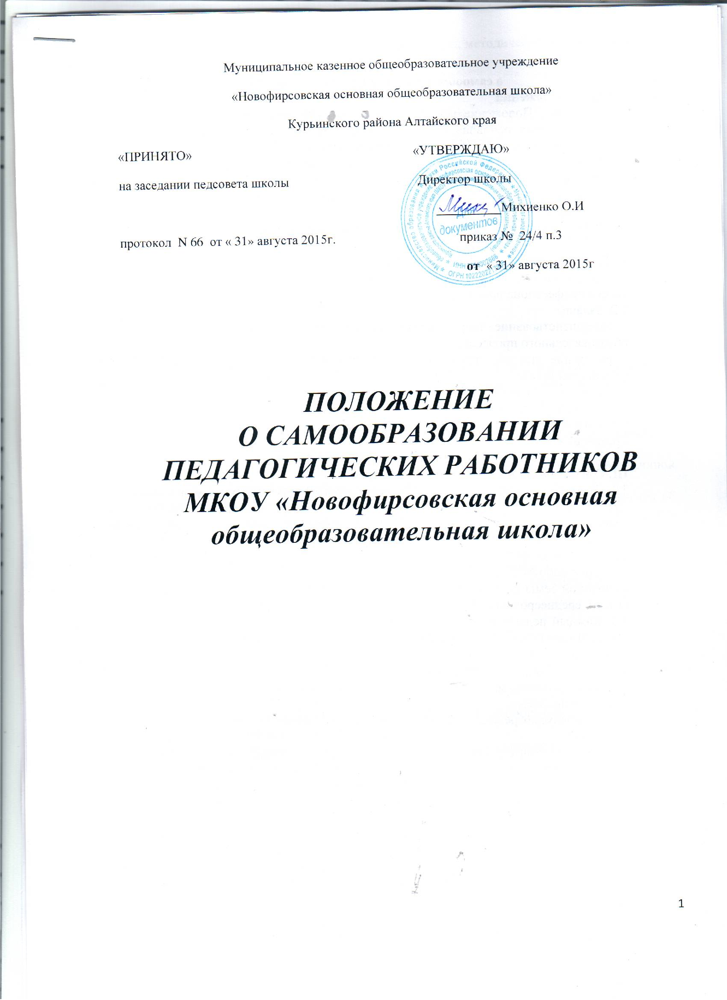 Муниципальное казенное общеобразовательное учреждение
«Новофирсовская основная общеобразовательная школа»
Курьинского района Алтайского края
«ПРИНЯТО»
«УТВЕРЖДАЮ»
на заседании педсовета школы
Директор школы
Михиенко О.И
Для
документов
протокол N 66 от « 31» августа 2015г.
приказ № 24/4 п.3
от « 31» августа 2015г
ПОЛОЖЕНИЕ
О САМООБРАЗОВАНИИ
ПЕДАГОГИЧЕСКИХ РАБОТНИКОВ
МКОУ «Новофирсовская основная
общеобразовательная школа»
1